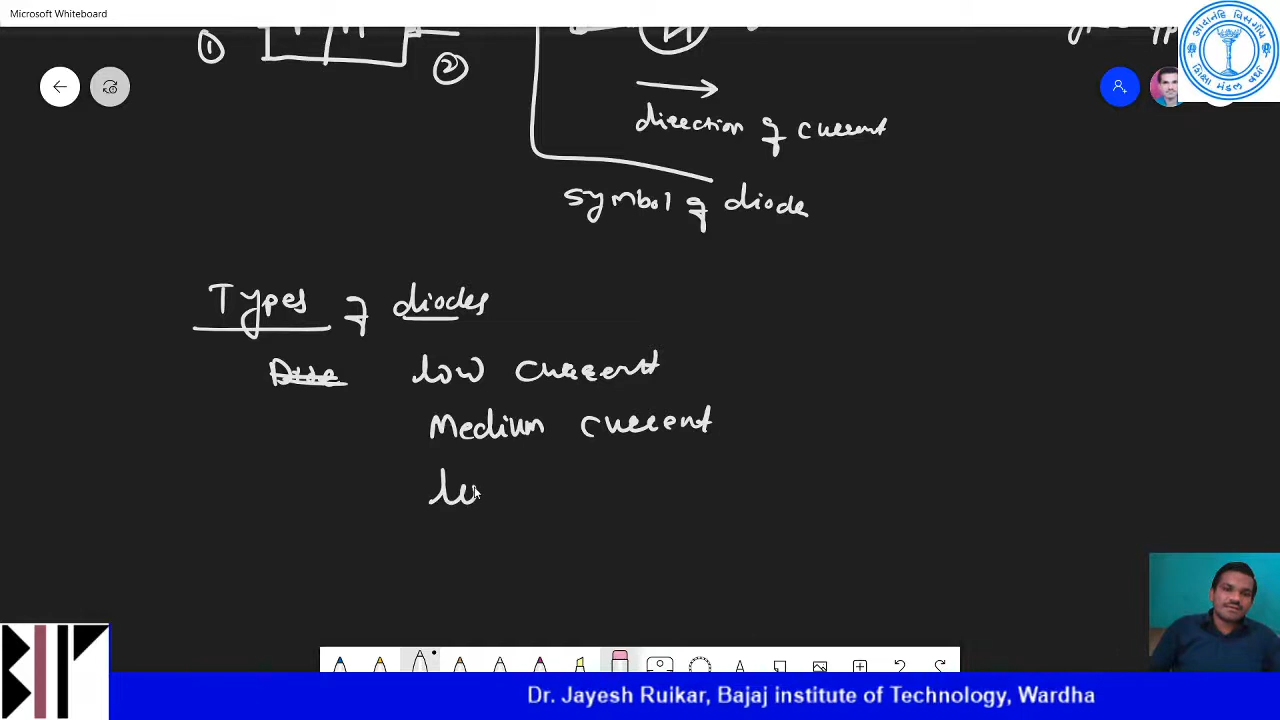 Microsoft Whiteboard
① ②
direction of current
symbol of diode
Types of diodes
low current
Medium current
Dr. Jayesh Ruikar, Bajaj institute of Technology, Wardha